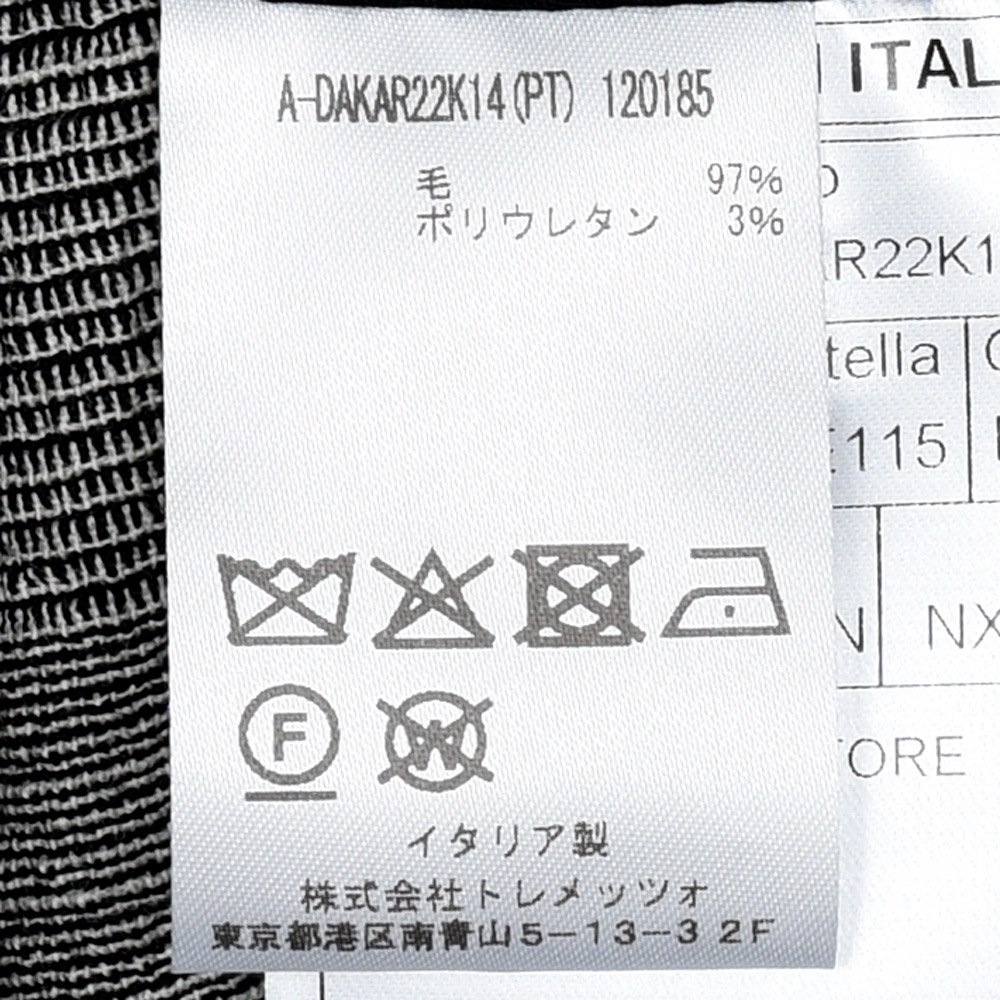 A-DAKAR22K14(PT) 120185
毛 97%
ポリウレタン 3%
F
W
イタリア製
株式会社トレメッツォ
東京都港区南青山5-13-3 2F
ITAL
R22K1
tella
115
NX
ORE